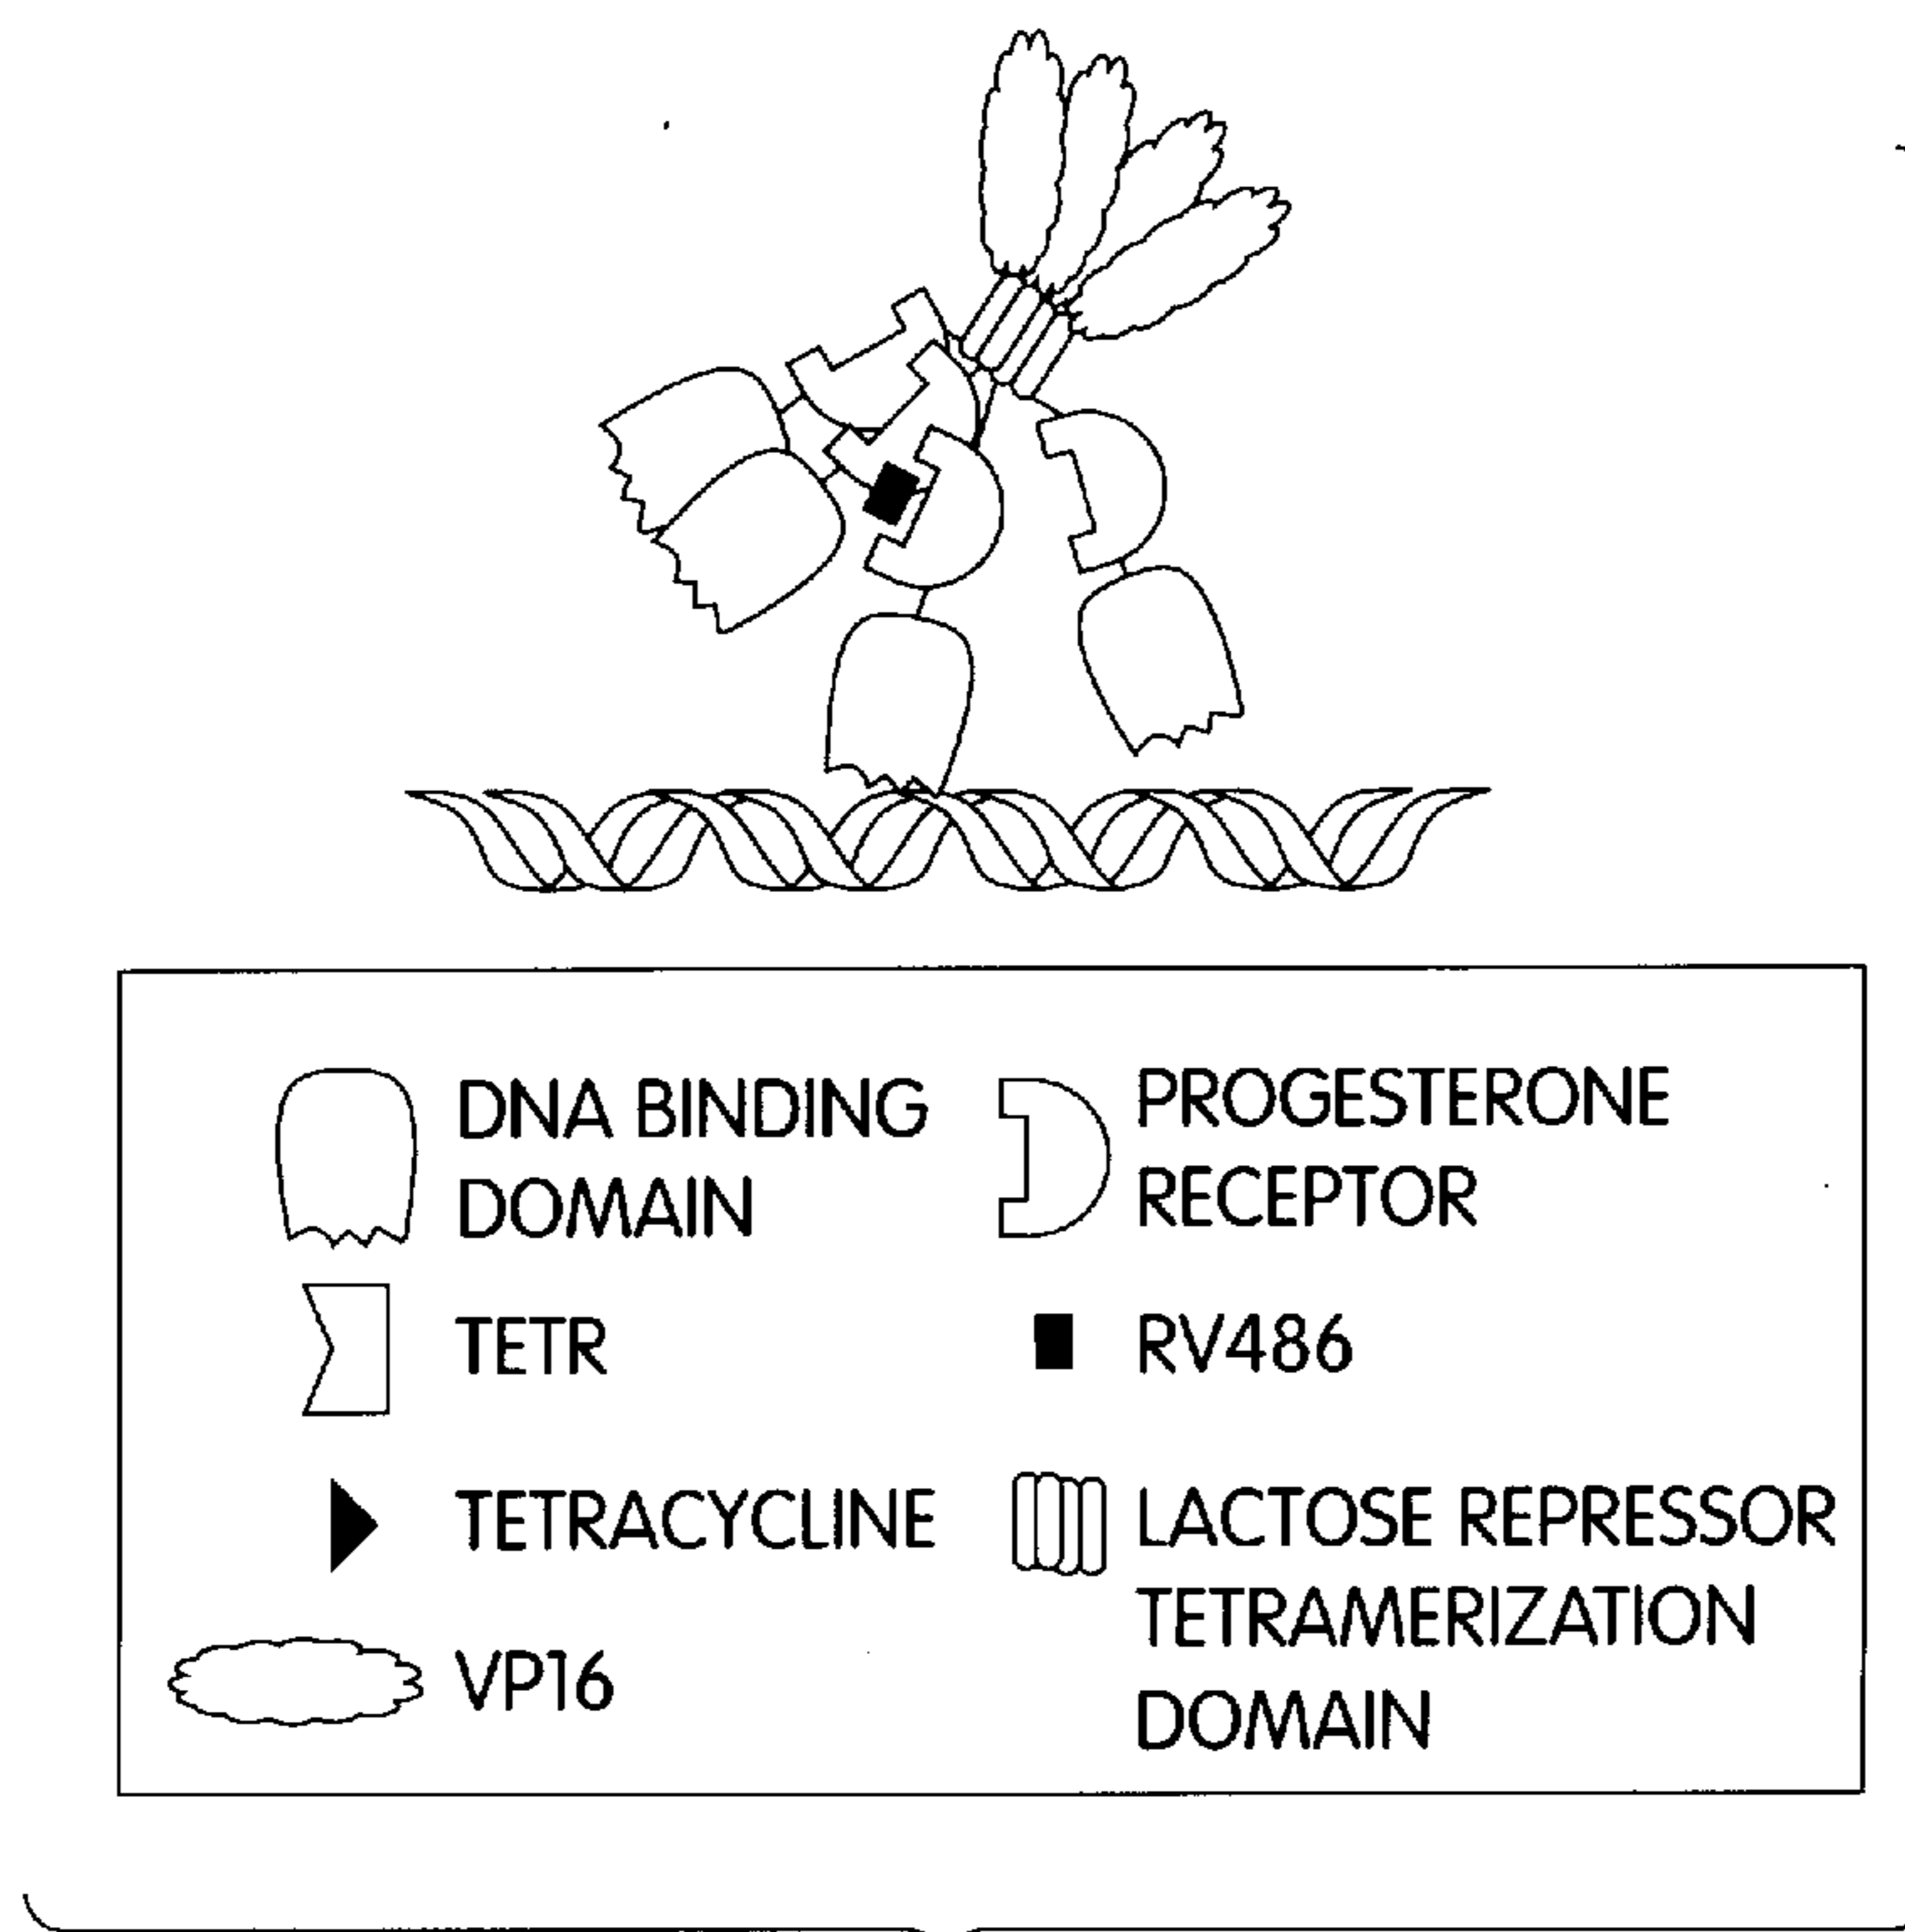 DNA BINDING
DOMAIN
PROGESTERONE
RECEPTOR
TETR
RV486
TETRACYCLINE
LACTOSE REPRESSOR
TETRAMERIZATION
DOMAIN
VP16